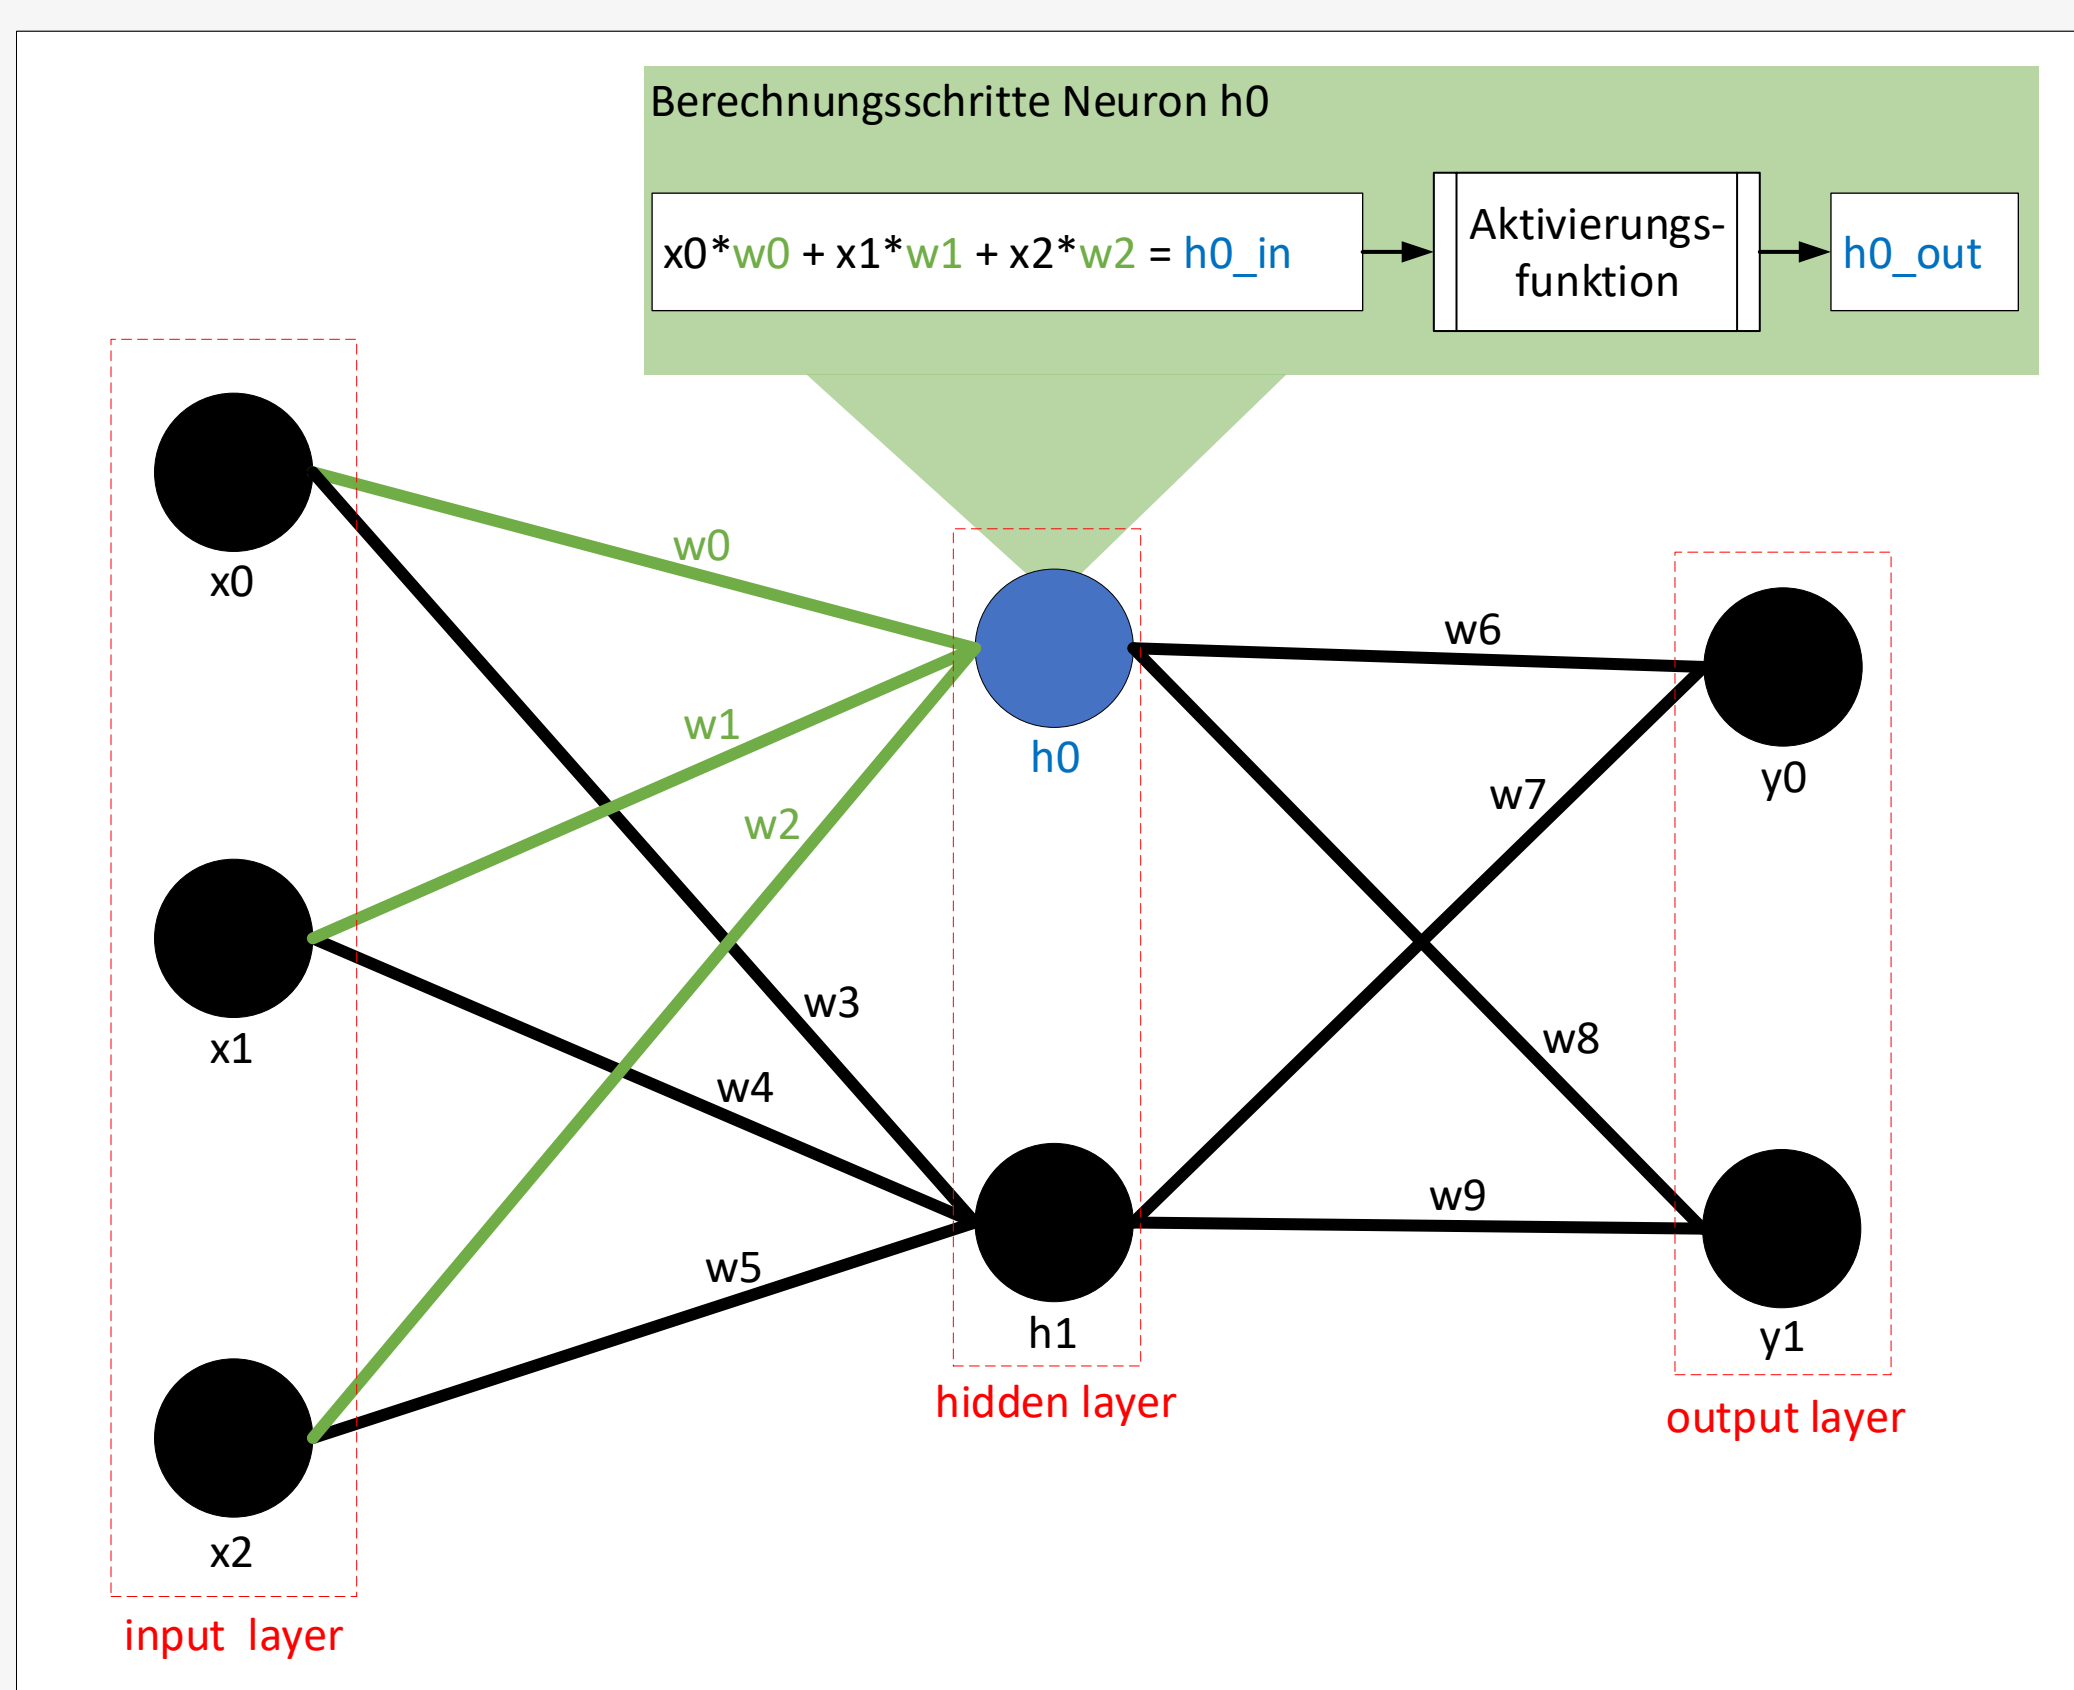 Berechnungsschritte Neuron h0
x0*w0 + x1*w1 + x2*w2 = h0_in
Aktivierungs-
funktion
h0_out
x0
w0
w6
h0
w1
y0
w7
w2
w3
w8
x1
w4
w9
w5
h1
y1
hidden layer
output layer
x2
input layer